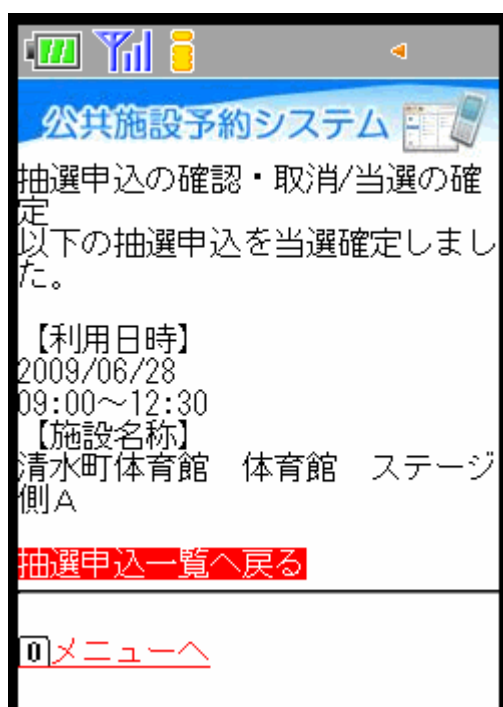 公共施設予約システム
抽選申込の確認・取消/当選の確
定
以下の抽選申込を当選確定しまし
た。
【利用日時】
2009/06/28
09:00～12:30
【施設名称】
清水町体育館　体育館　ステージ
側Ａ
抽選申込一覧へ戻る
0メニューへ